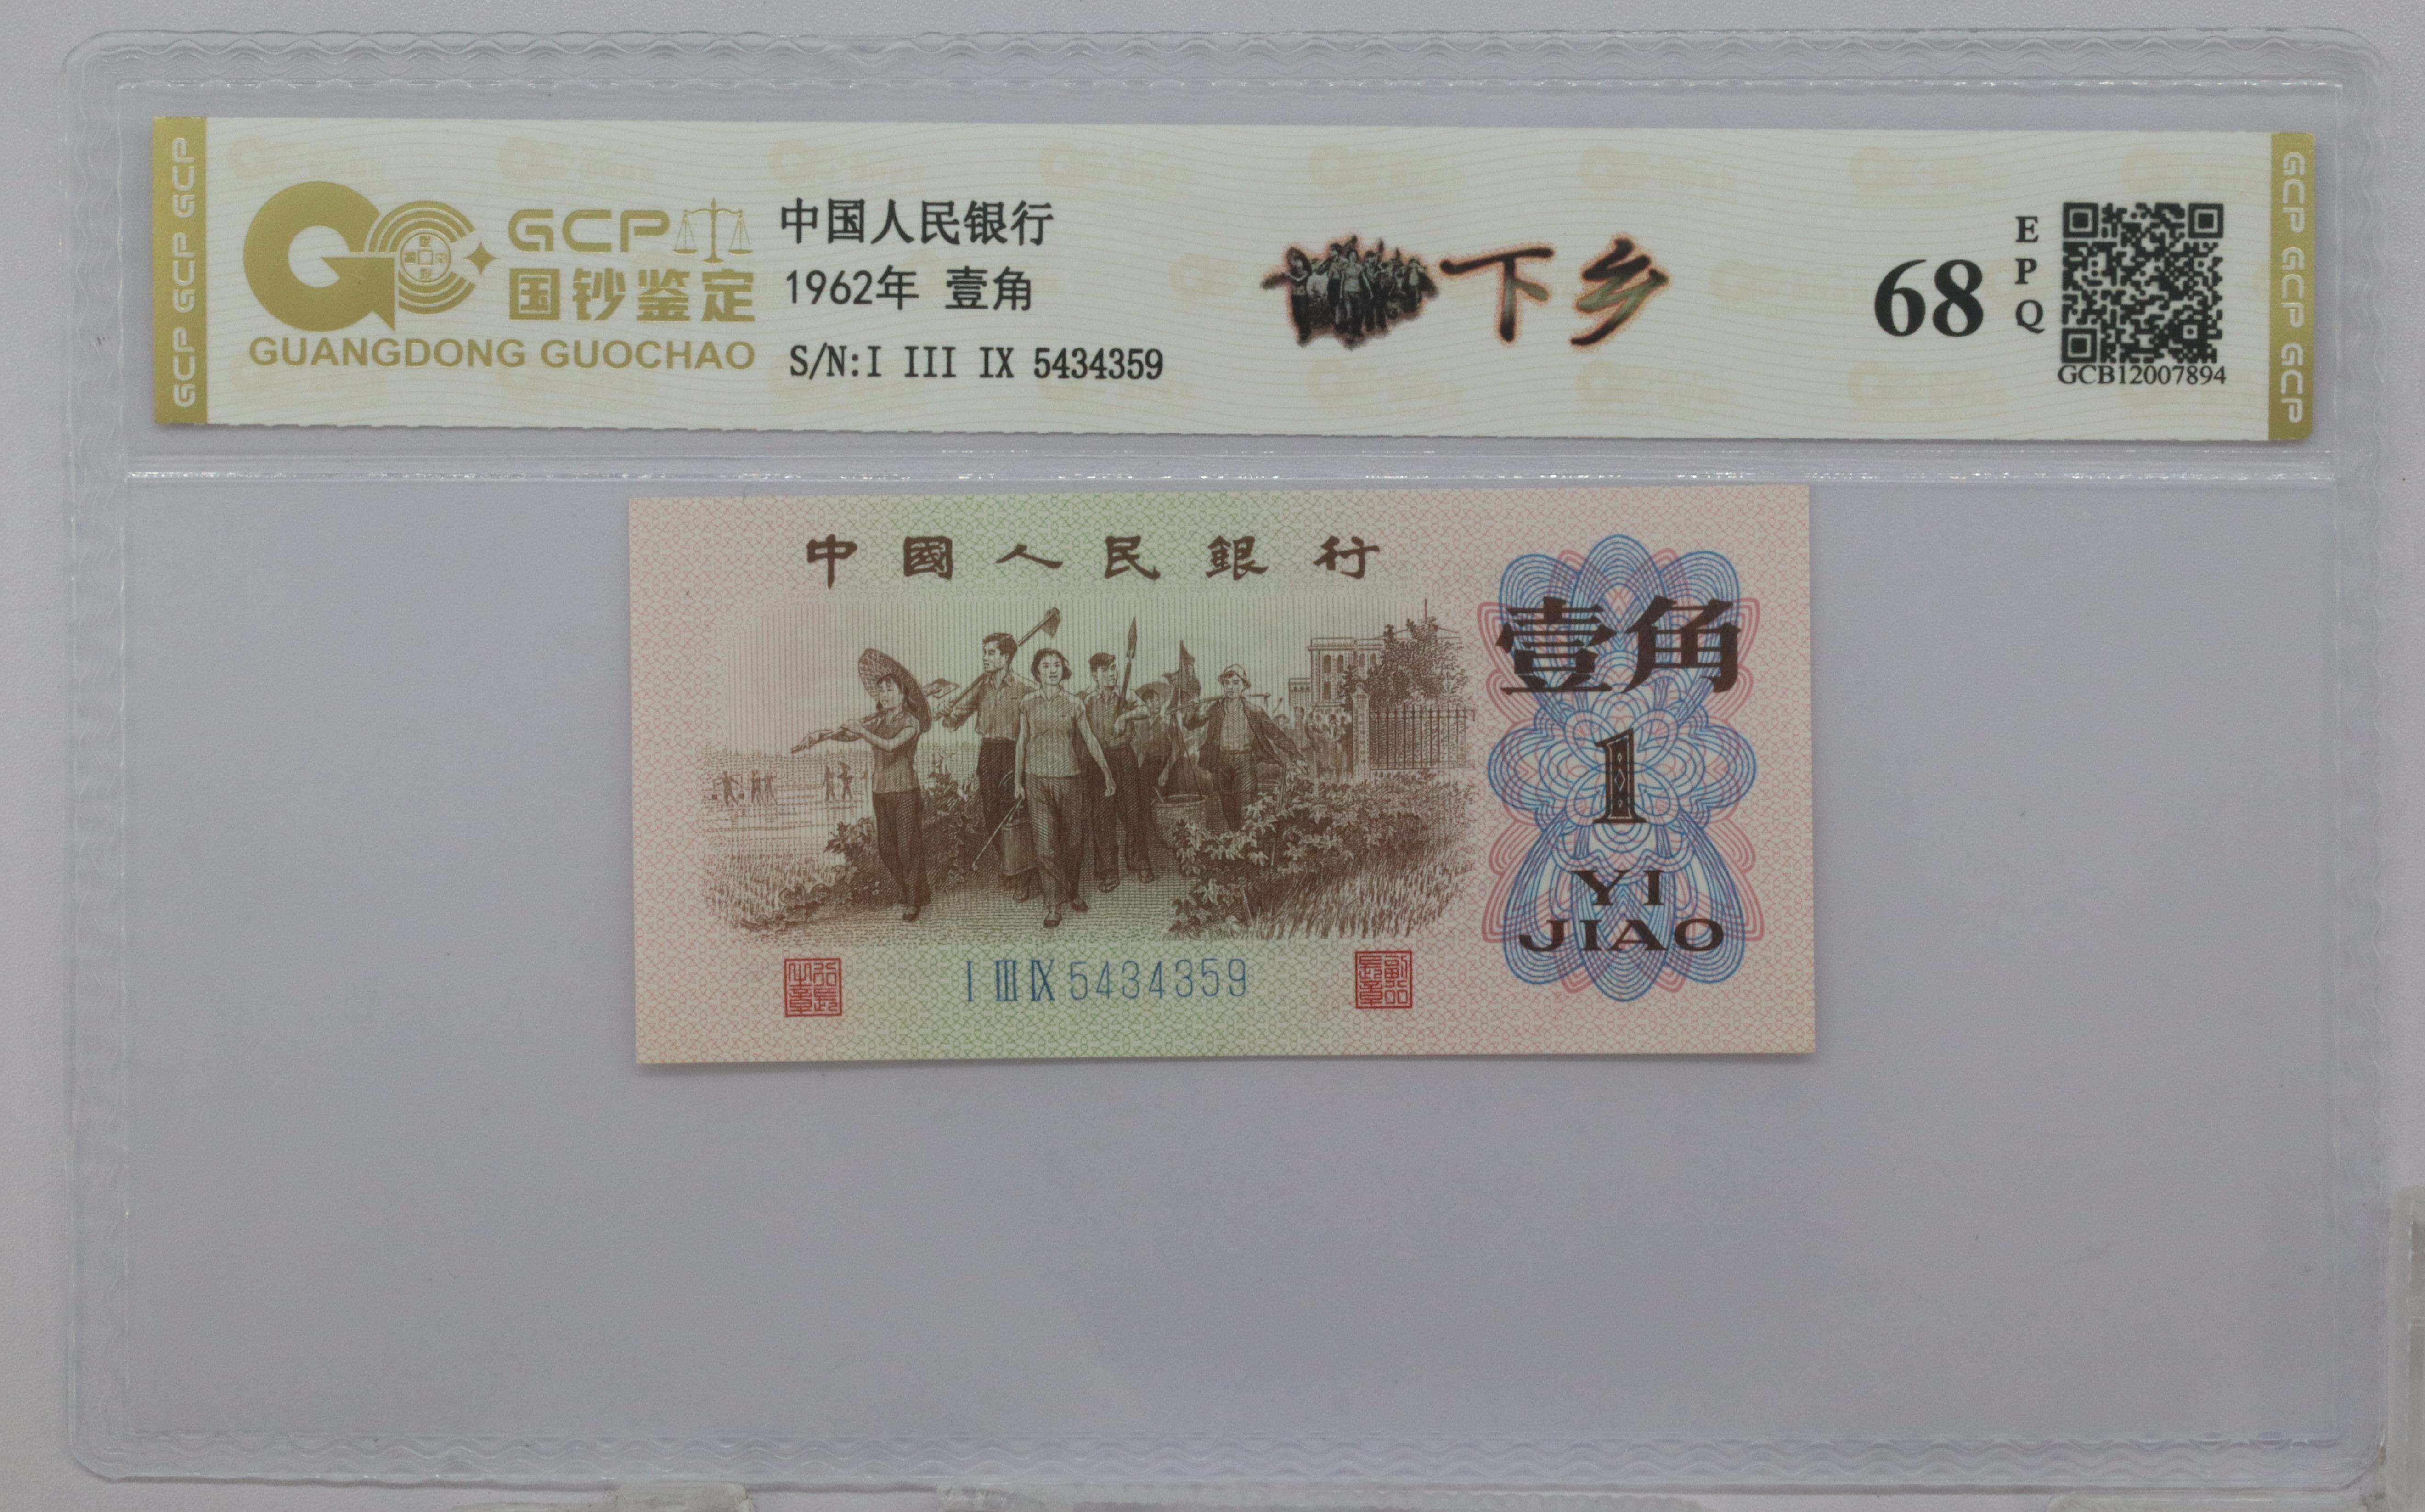 GCP GCP GCP
GCP
国钞鉴定
GUANGDONG GUOCHAO
中国人民银行
1962年 壹角
S/N:I III IX 5434359
下乡
68
EPQ
GCB12007894
GCP GCP GCP
中國人民銀行
壹角
1
YI
JIAO
I III IX 5434359